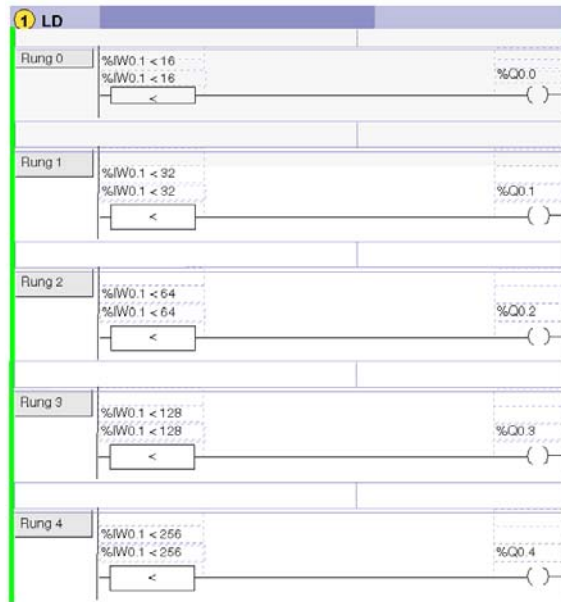 1 LD
Rung 0
%IW0.1 < 16
%IW0.1 < 16
%Q0.0
<
( )
Rung 1
%IW0.1 < 32
%IW0.1 < 32
%Q0.1
<
( )
Rung 2
%IW0.1 < 64
%IW0.1 < 64
%Q0.2
<
( )
Rung 3
%IW0.1 < 128
%IW0.1 < 128
%Q0.3
<
( )
Rung 4
%IW0.1 < 256
%IW0.1 < 256
%Q0.4
<
( )